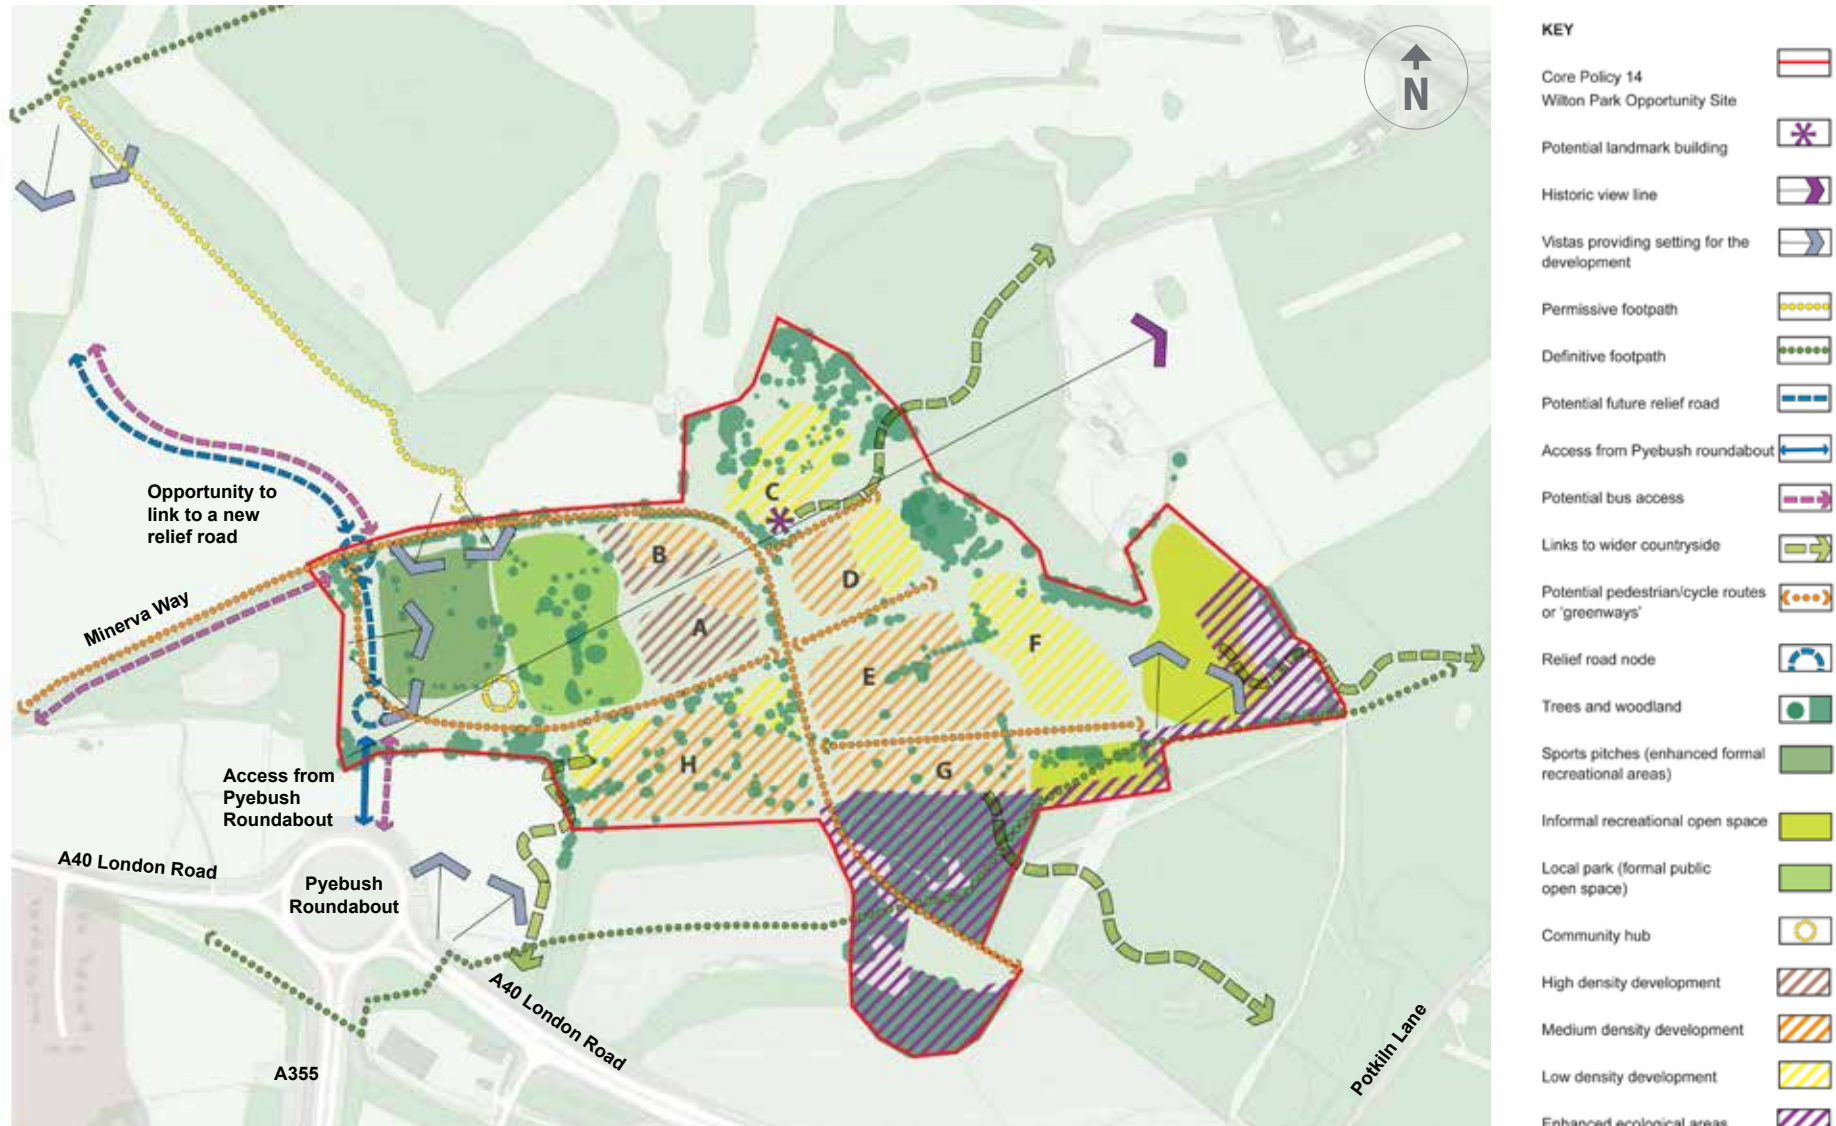 N
C
B
D
A
F
E
H
G
Opportunity to
link to a new
relief road
Minerva Way
Access from
Pyebush
Roundabout
A40 London Road
Pyebush
Roundabout
A40 London Road
A355
Potkiln Lane
KEY
Core Policy 14
Wilton Park Opportunity Site
Potential landmark building
Historic view line
Vistas providing setting for the
development
Permissive footpath
Definitive footpath
Potential future relief road
Access from Pyebush roundabout
Potential bus access
Links to wider countryside
Potential pedestrian/cycle routes
or 'greenways'
Relief road node
Trees and woodland
Sports pitches (enhanced formal
recreational areas)
Informal recreational open space
Local park (formal public
open space)
Community hub
High density development
Medium density development
Low density development
Enhanced ecological areas